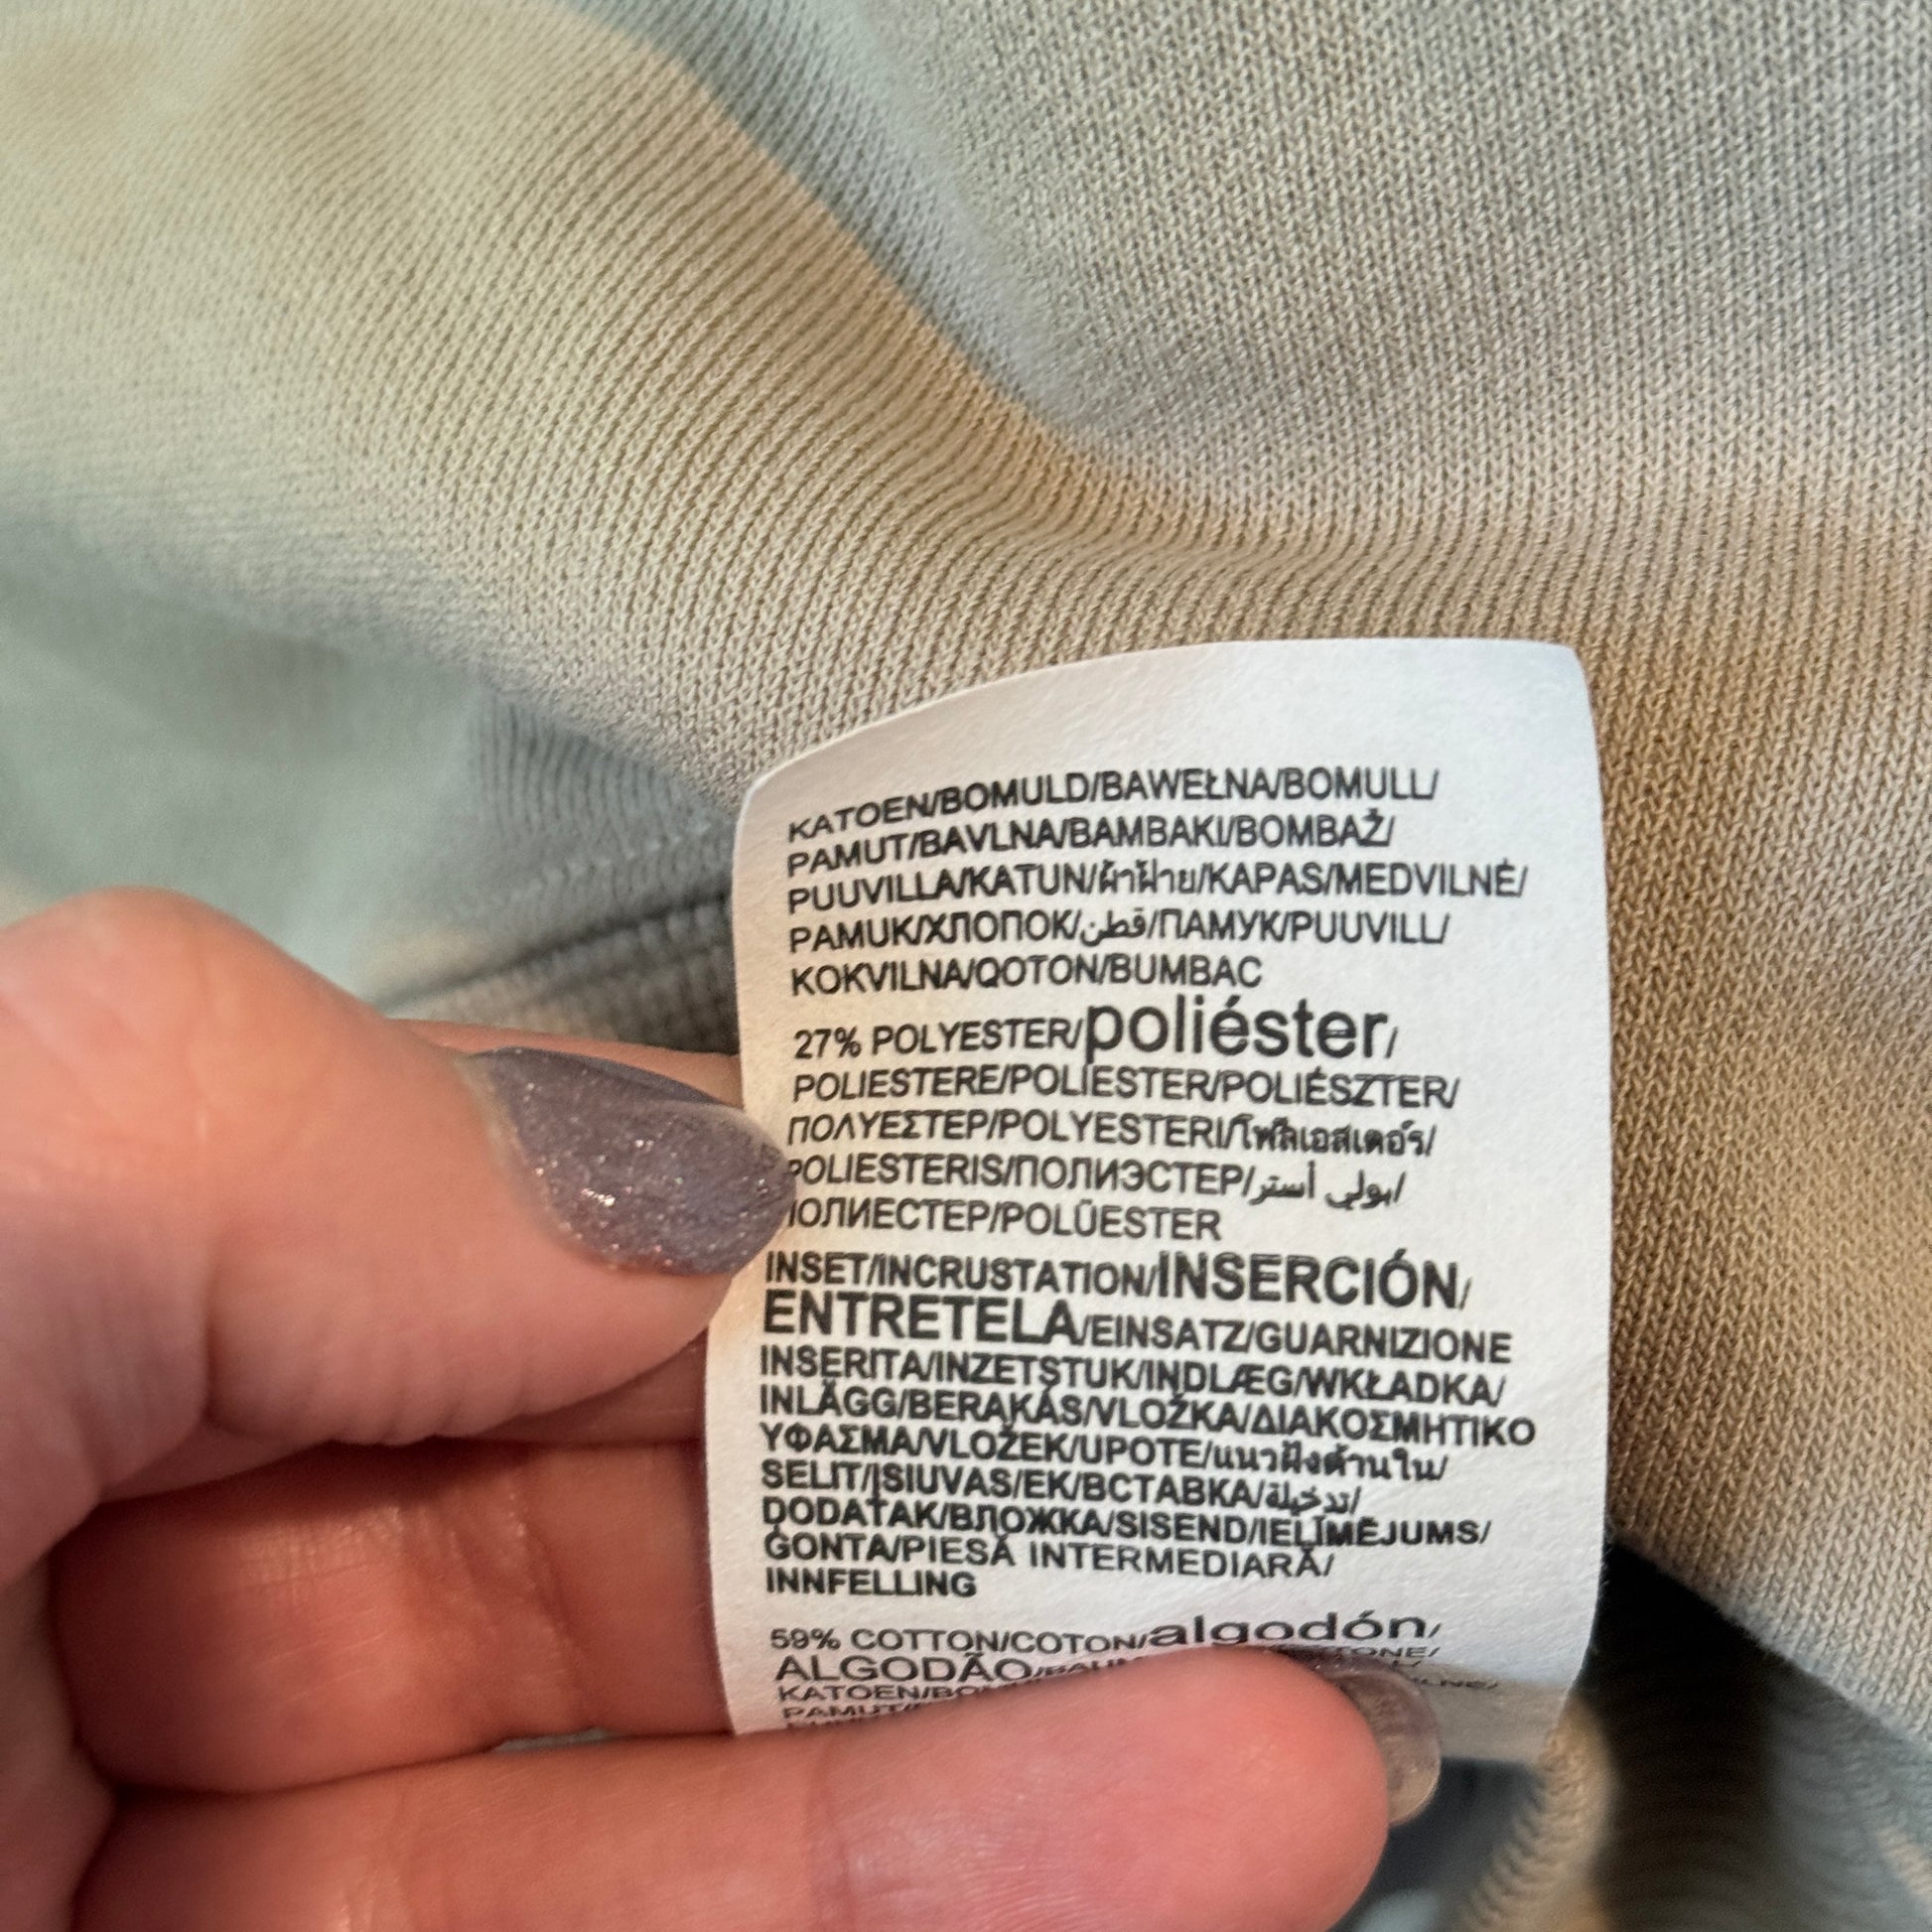 KATOEN/BOMULD/BAWEŁNA/BOMULL/
PAMUT/BAVLNA/BAMBAKI/BOMBAŽ/
PUUVILLA/KATUN/ผ้าฝ้าย/KAPAS/MEDVILNĖ/
PAMUK/ХЛОПОК/قطن/ПАМУК/PUUVILL/
KOKVILNA/QOTON/BUMBAC
27% POLYESTER/poliéster/
POLIESTERE/POLIESTER/POLIÉSZTER/
ΠΟΛΥΕΣΤΕΡ/POLYESTERI/โพลิเอสเตอร์/
POLIESTERIS/ПОЛИЭСТЕР/بولي أستر/
ПОЛИЕСТЕР/POLÜESTER
INSET/INCRUSTATION/INSERCIÓN/
ENTRETELA/EINSATZ/GUARNIZIONE
INSERITA/INZETSTUK/INDLÆG/WKŁADKA/
INLÄGG/BERAKÁS/VLOŽKA/ΔΙΑΚΟΣΜΗΤΙΚΟ
ΥΦΑΣΜΑ/VLOŽEK/UPOTE/แนวฝังด้านใน/
SELIT/ĮSIUVAS/EK/ВСТАВКА/تدخيلة/
DODATAK/ВЛОЖКА/SISEND/IELĪMĒJUMS/
GONTA/PIESĂ INTERMEDIARĂ/
INNFELLING
59% COTTON/COTON/algodón/
ALGODÃO/
KATOEN/
PAMUT/